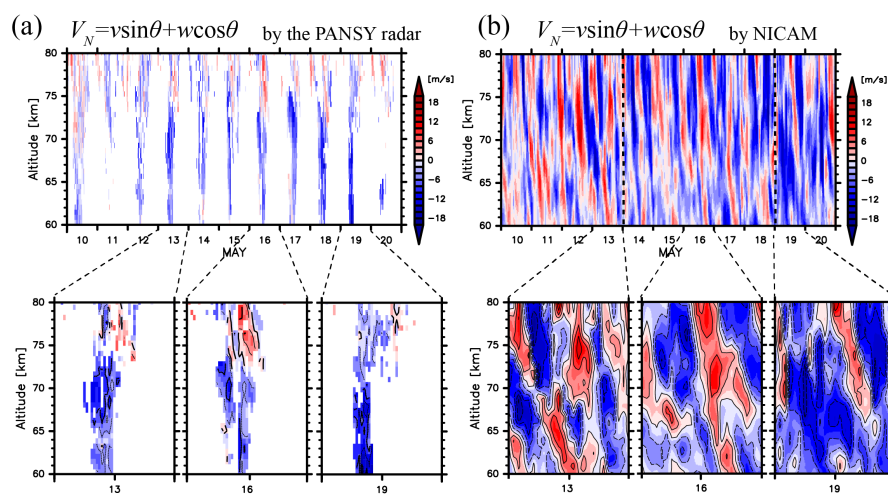 (a) V_N=vsinθ+wcosθ by the PANSY radar
80
75
70
65
60
Altitude [km]
10 11 12 13 14 15 16 17 18 19 20
MAY
[m/s]
18
12
6
0
−6
−12
−18
80
75
70
65
60
Altitude [km]
13 16 19
(b) V_N=vsinθ+wcosθ by NICAM
80
75
70
65
60
Altitude [km]
10 11 12 13 14 15 16 17 18 19 20
MAY
[m/s]
18
12
6
0
−6
−12
−18
80
75
70
65
60
Altitude [km]
13 16 19